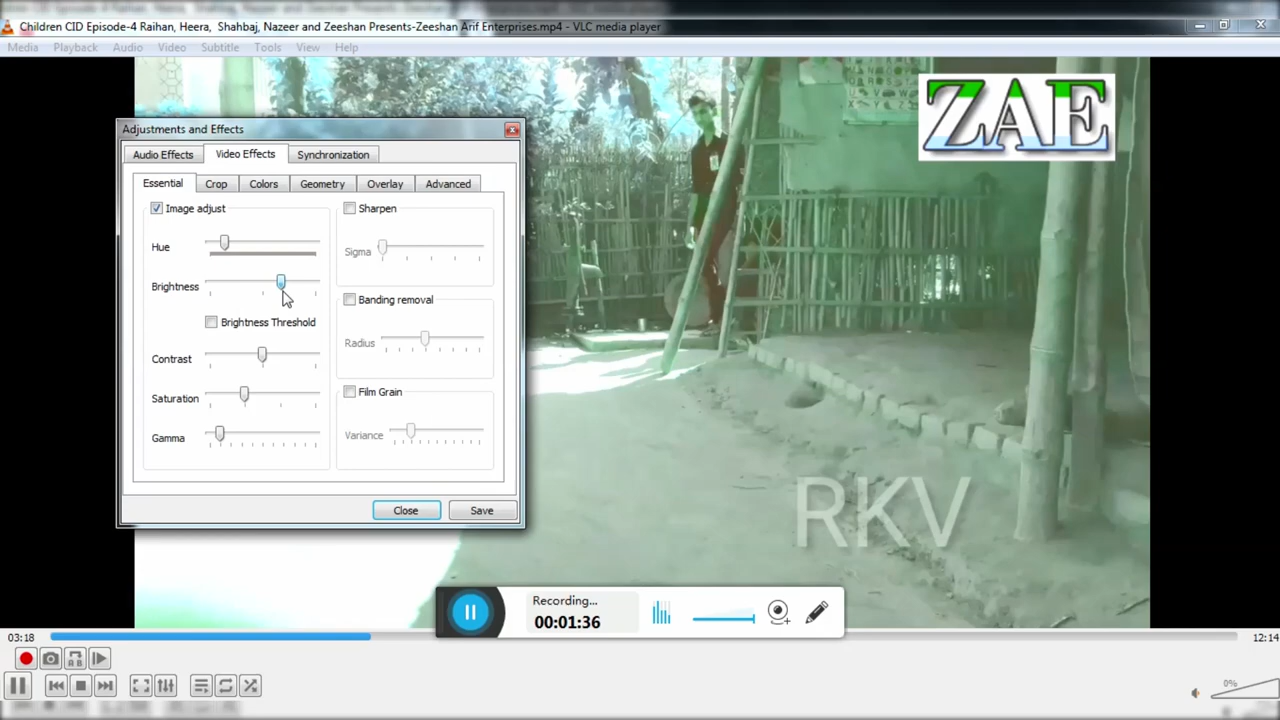 Children CID Episode-4 Raihan, Heera,  Shahbaj, Nazeer and Zeeshan Presents-Zeeshan Arif Enterprises.mp4 - VLC media player
Media Playback Audio Video Subtitle Tools View Help
ZAE
Adjustments and Effects
Audio Effects Video Effects Synchronization
Essential Crop Colors Geometry Overlay Advanced
Image adjust
Hue
Brightness
Brightness Threshold
Contrast
Saturation
Gamma
Sharpen
Sigma
Banding removal
Radius
Film Grain
Variance
Close Save
RKV
Recording...
00:01:36
03:18
12:14
0%